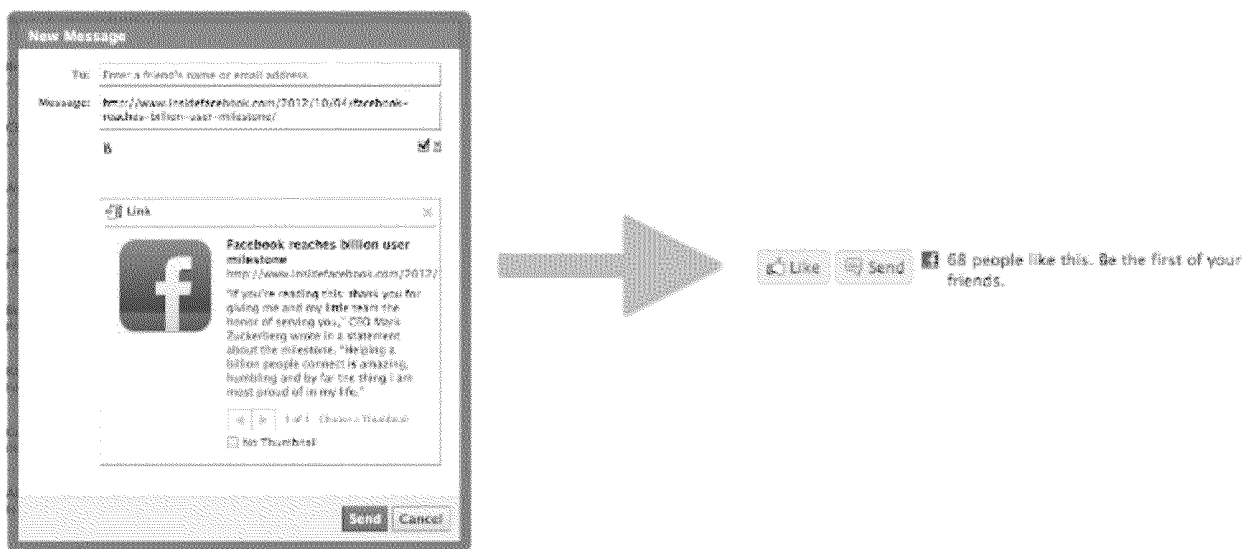 New Message
To: Enter a friend's name or email address
Message: http://www.insidefacebook.com/2012/10/04/facebook-
reaches-billion-user-milestone/
Link
Facebook reaches billion user
milestone
http://www.insidefacebook.com/2012/
"If you're reading this: thank you for
giving me and my little team the
honor of serving you," CEO Mark
Zuckerberg wrote in a statement
about the milestone. "Helping a
billion people connect is amazing,
humbling and by far the thing I am
most proud of in my life."
1 of 1 Choose a Thumbnail
No Thumbnail
Send Cancel
Like Send 68 people like this. Be the first of your
friends.